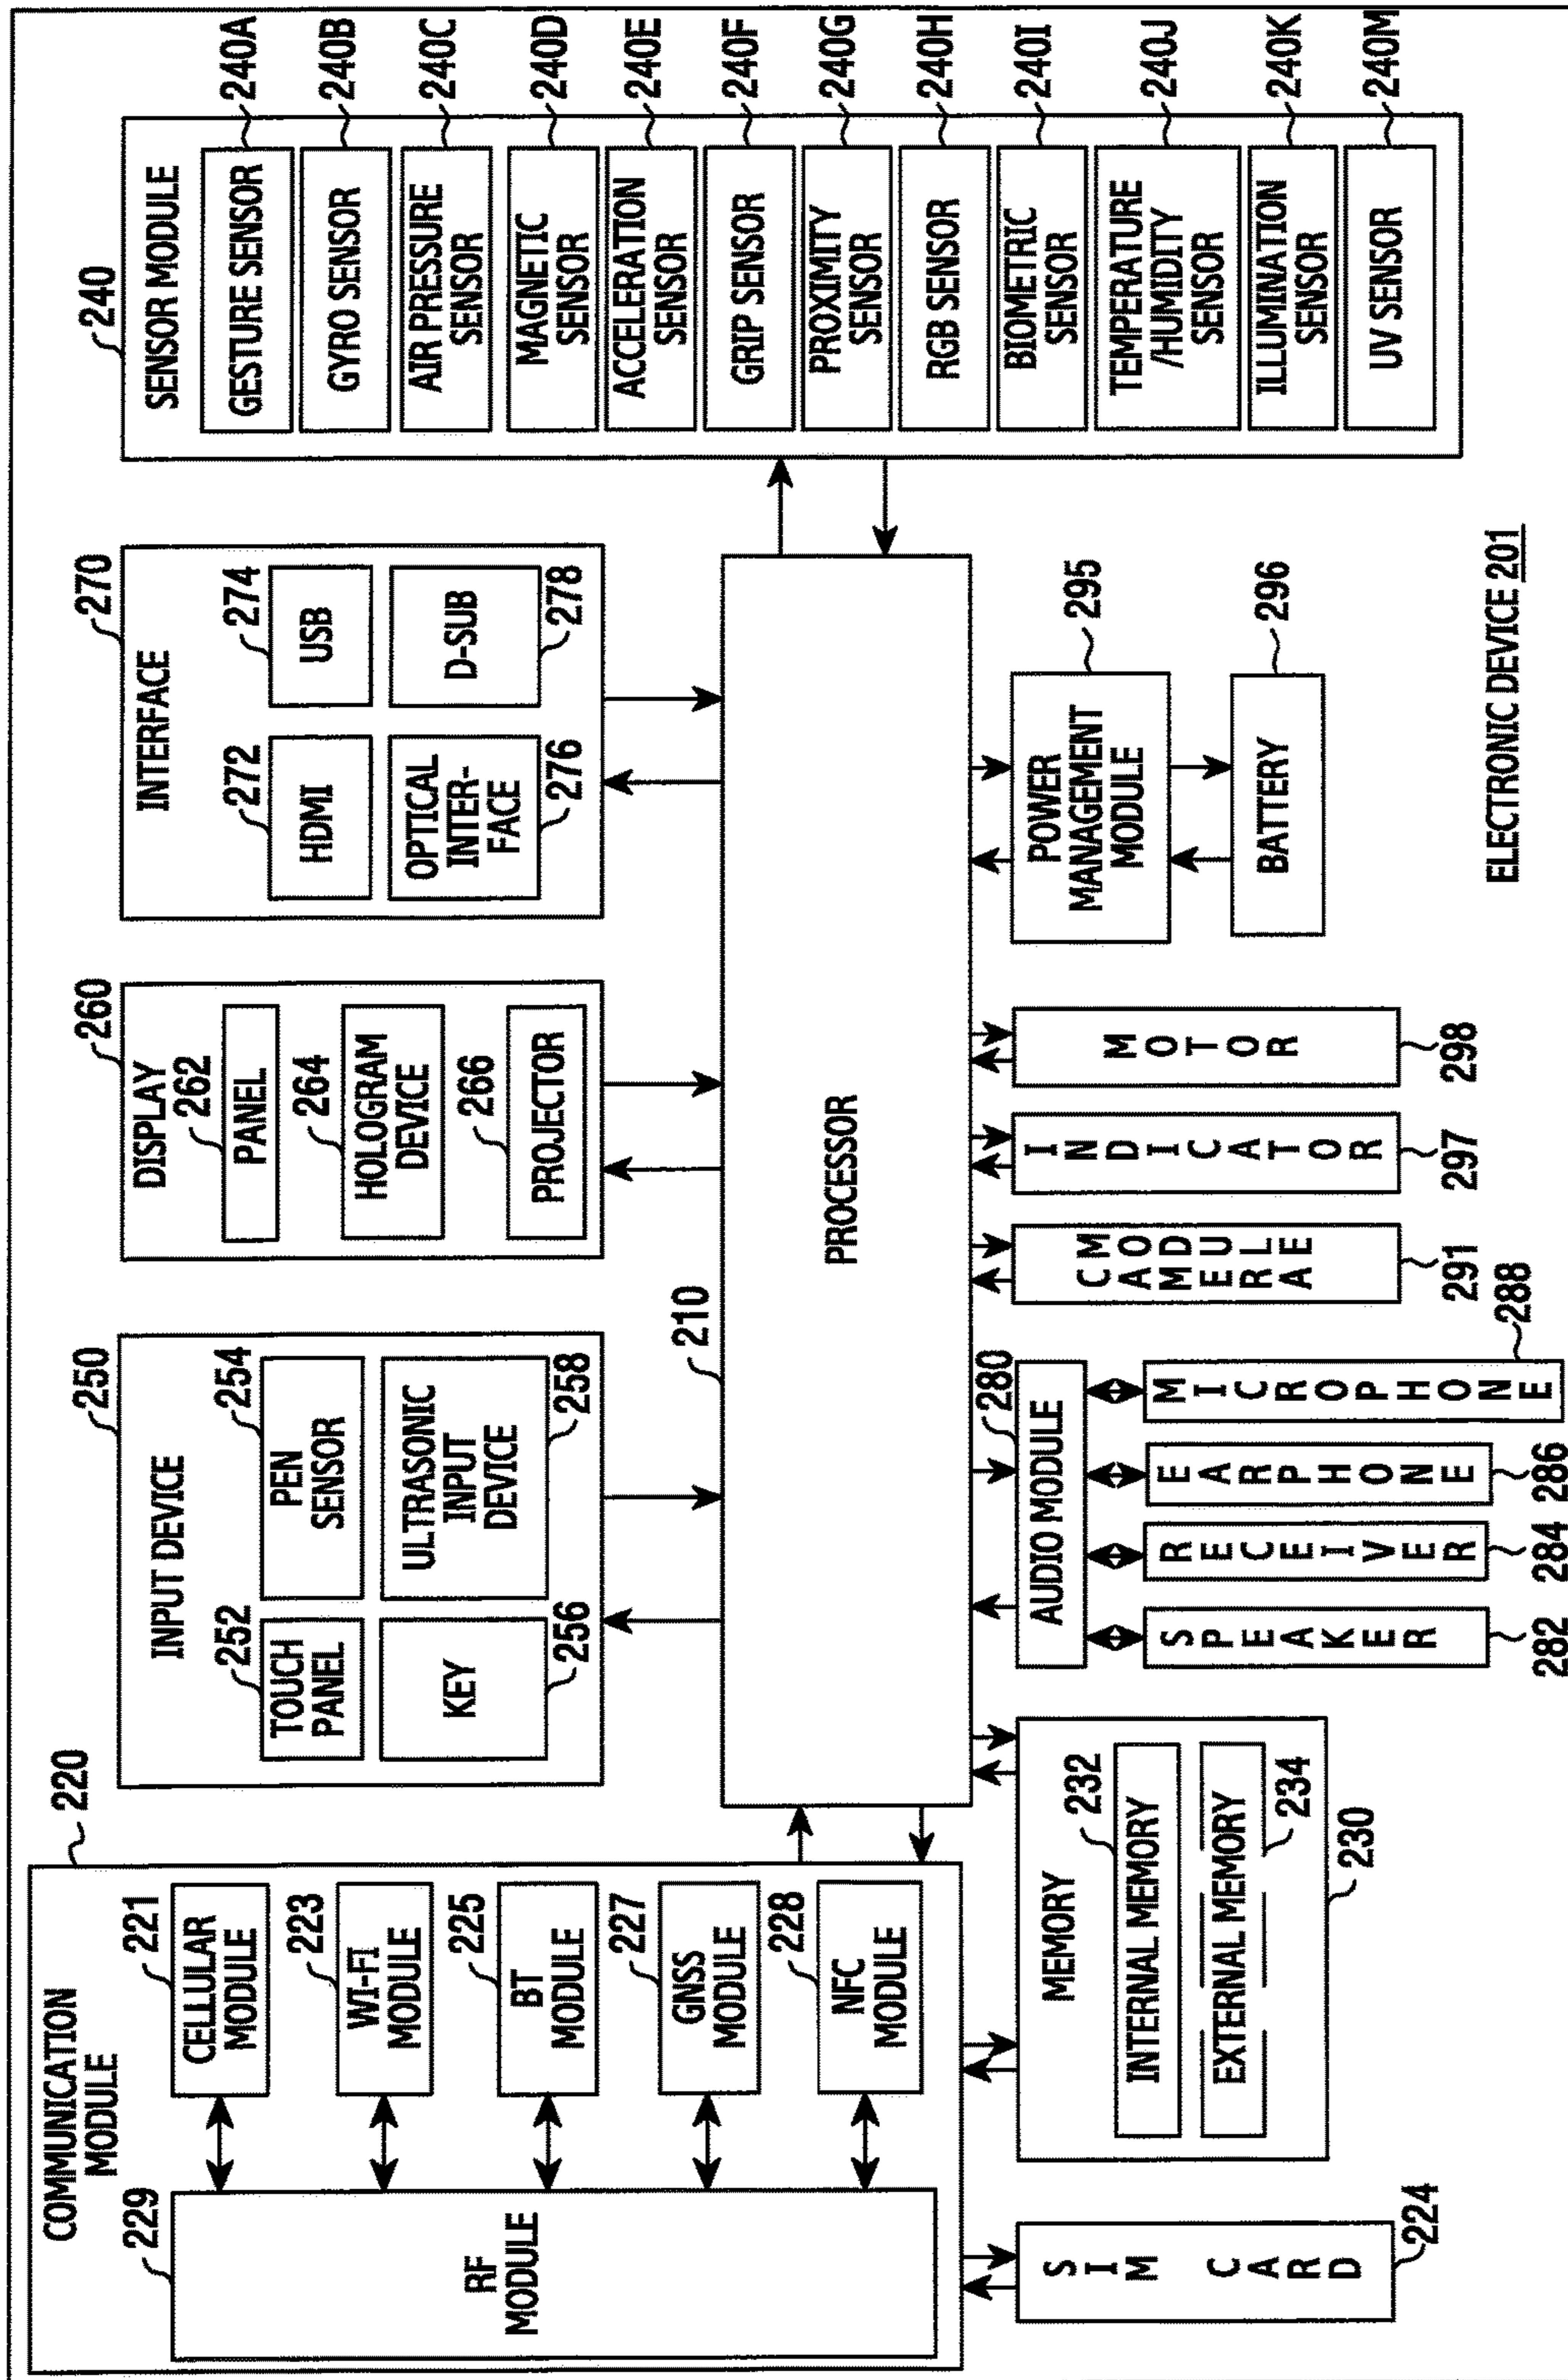 COMMUNICATION
MODULE
220
229
RF
MODULE
221
CELLULAR
MODULE
223
WI-FI
MODULE
225
BT
MODULE
227
GNSS
MODULE
228
NFC
MODULE
250
INPUT DEVICE
252
TOUCH
PANEL
254
PEN
SENSOR
KEY
256
ULTRASONIC
INPUT
DEVICE
258
260
DISPLAY
262
PANEL
264
HOLOGRAM
DEVICE
266
PROJECTOR
270
INTERFACE
272
HDMI
274
USB
OPTICAL
INTER-
FACE
276
D-SUB
278
240
SENSOR MODULE
GESTURE SENSOR
240A
GYRO SENSOR
240B
AIR PRESSURE
SENSOR
240C
MAGNETIC
SENSOR
240D
ACCELERATION
SENSOR
240E
GRIP SENSOR
240F
PROXIMITY
SENSOR
240G
RGB SENSOR
240H
BIOMETRIC
SENSOR
240I
TEMPERATURE
/HUMIDITY
SENSOR
240J
ILLUMINATION
SENSOR
240K
UV SENSOR
240M
210
PROCESSOR
SIM CARD
224
MEMORY
232
INTERNAL MEMORY
EXTERNAL MEMORY
234
230
280
AUDIO MODULE
SPEAKER
282
RECEIVER
284
EARPHONE
286
MICROPHONE
288
CAMERA
MODULE
291
INDICATOR
297
MOTOR
298
POWER
MANAGEMENT
MODULE
295
BATTERY
296
ELECTRONIC DEVICE 201